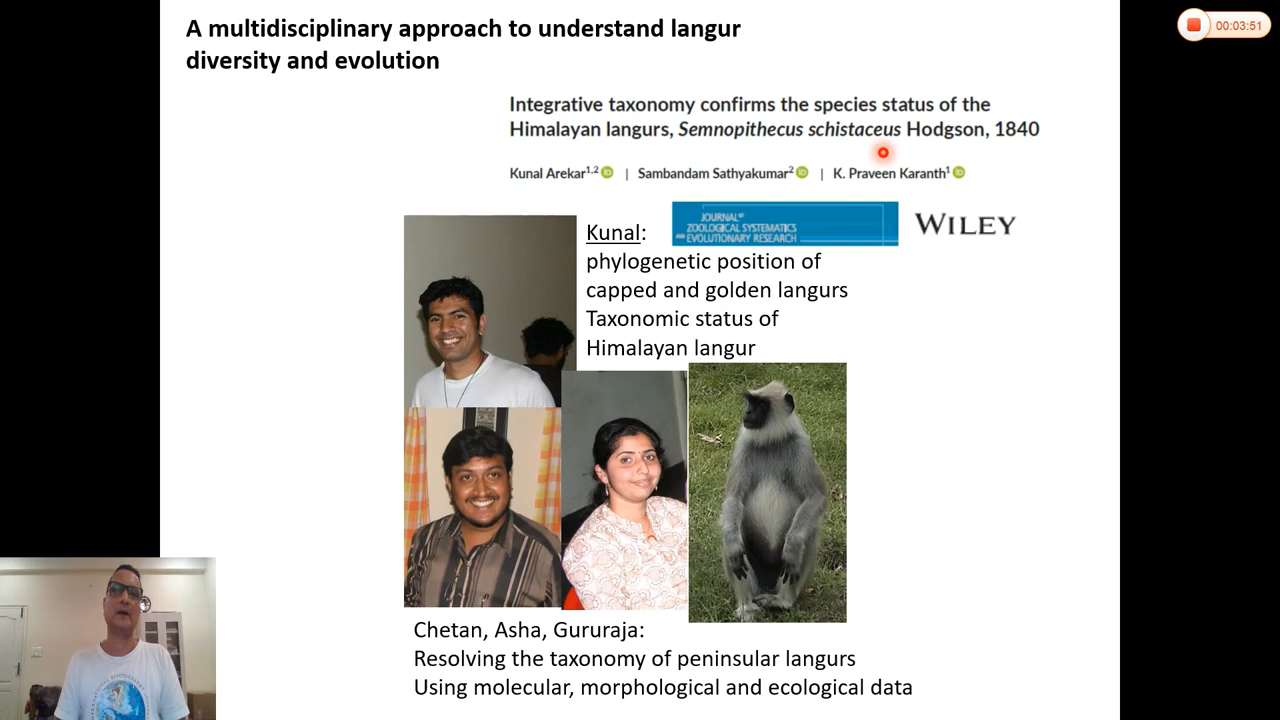 A multidisciplinary approach to understand langur
diversity and evolution
00:03:51
Integrative taxonomy confirms the species status of the
Himalayan langurs, Semnopithecus schistaceus Hodgson, 1840
Kunal Arekar1,2 iD | Sambandam Sathyakumar2 iD | K. Praveen Karanth1 iD
JOURNAL OF
ZOOLOGICAL SYSTEMATICS
AND EVOLUTIONARY RESEARCH
WILEY
Kunal:
phylogenetic position of
capped and golden langurs
Taxonomic status of
Himalayan langur
Chetan, Asha, Gururaja:
Resolving the taxonomy of peninsular langurs
Using molecular, morphological and ecological data